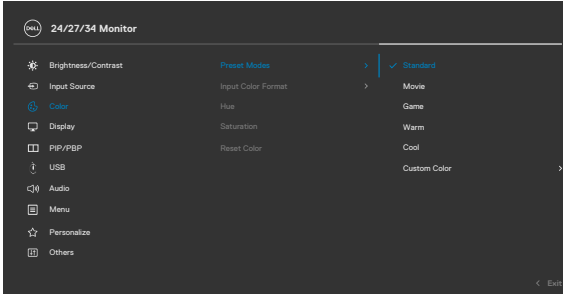 DELL 24/27/34 Monitor
Brightness/Contrast Preset Modes > ✓ Standard
Input Source Input Color Format > Movie
Color Hue Game
Display Saturation Warm
PIP/PBP Reset Color Cool
USB Custom Color >
Audio
Menu
Personalize
Others
< Exit